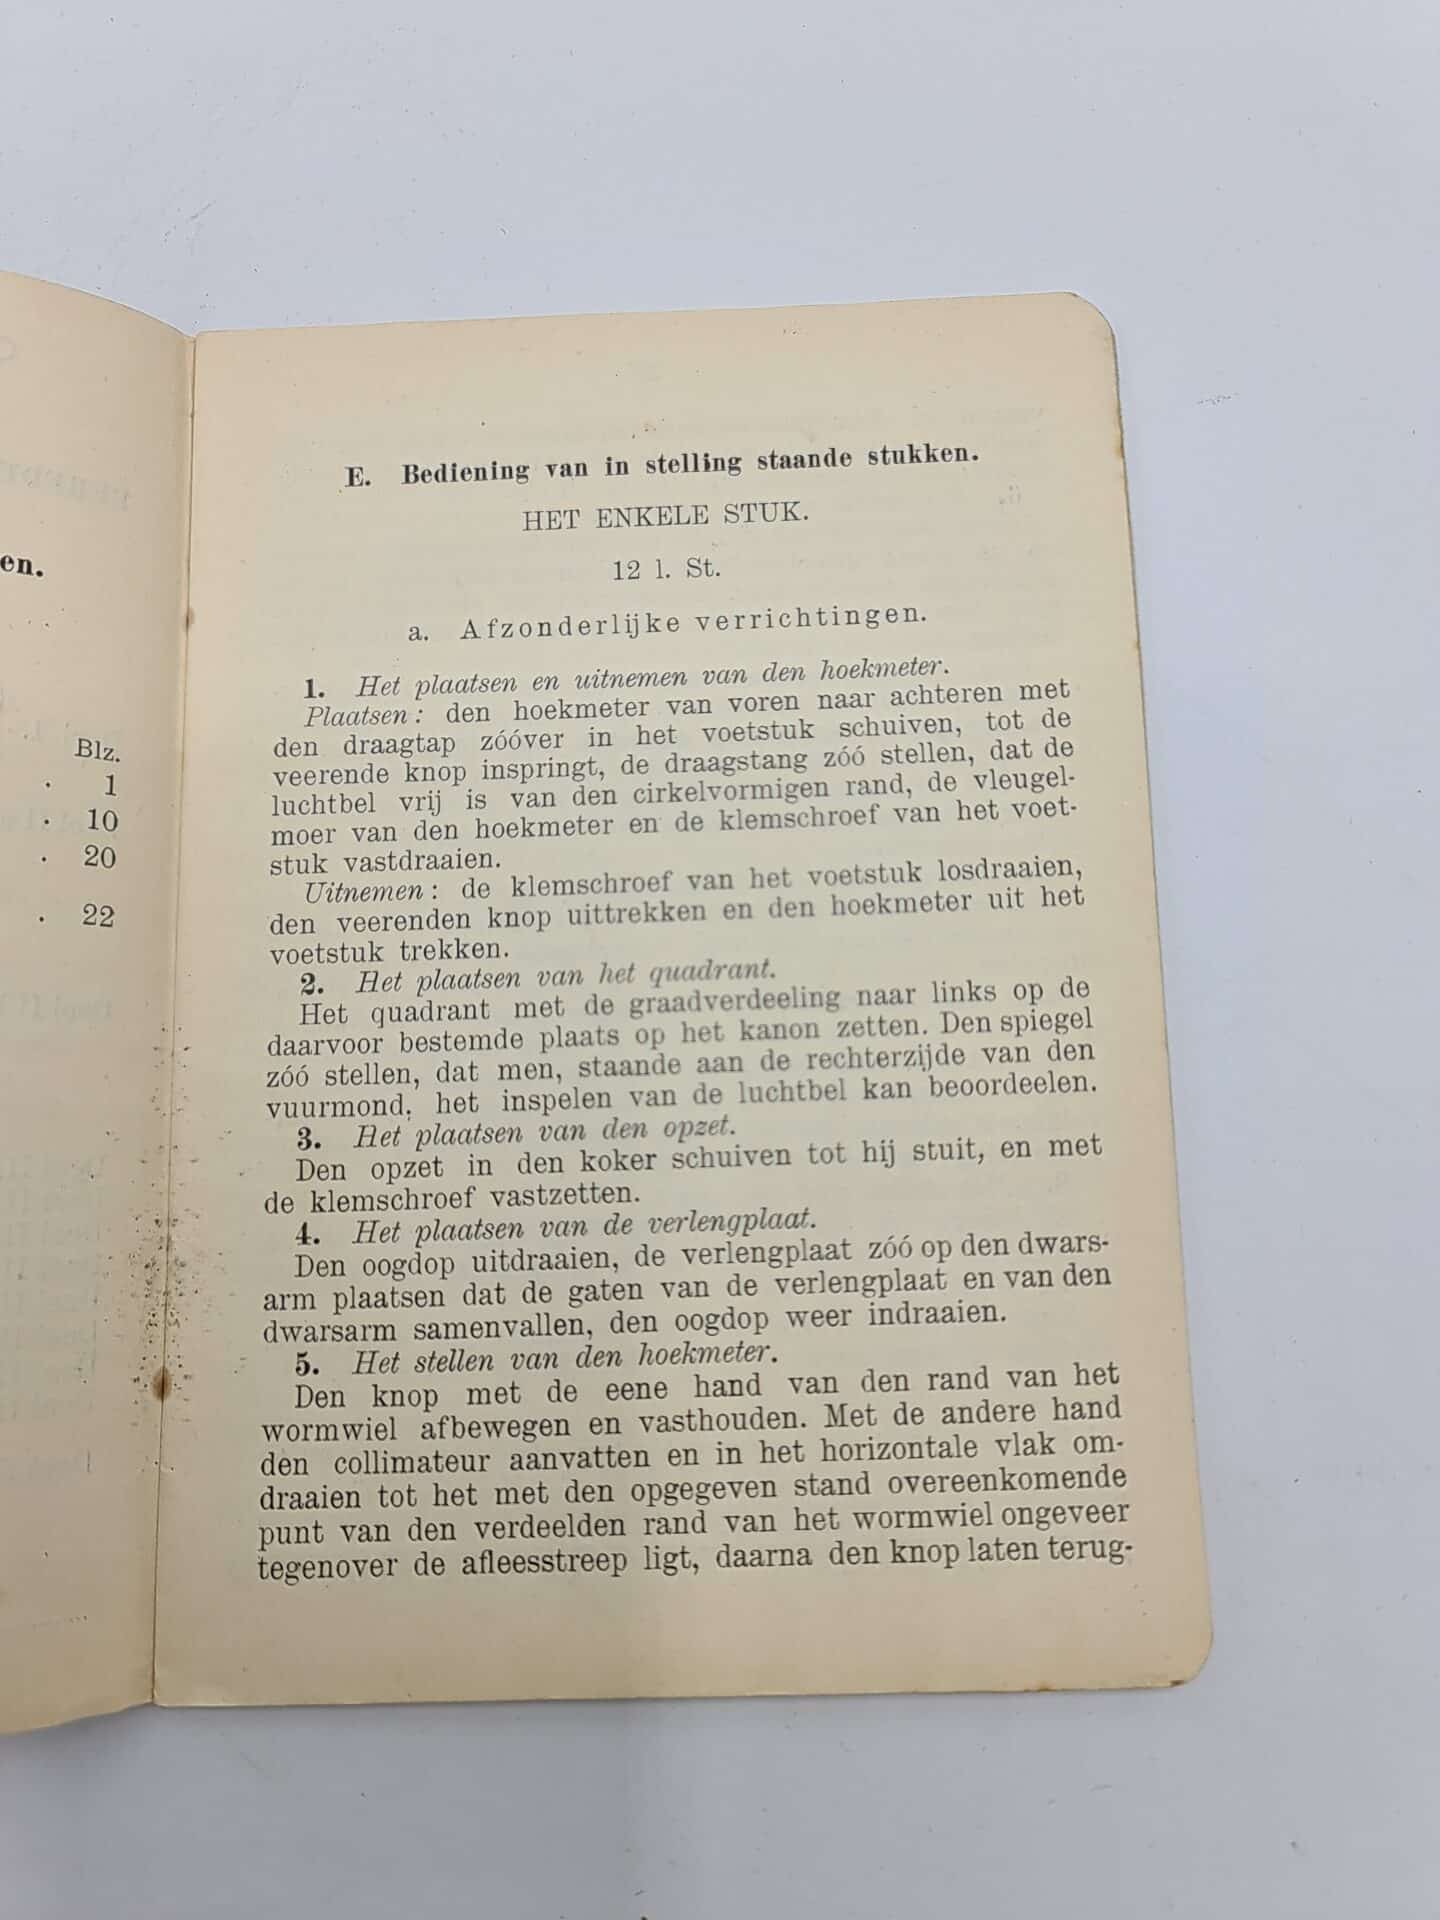 en.
Blz.
. 1
. 10
. 20
. 22
E. Bediening van in stelling staande stukken.
HET ENKELE STUK.
12 l. St.
a. Afzonderlijke verrichtingen.
1. Het plaatsen en uitnemen van den hoekmeter.
Plaatsen: den hoekmeter van voren naar achteren met
den draagtap zóóver in het voetstuk schuiven, tot de
veerende knop inspringt, de draagstang zóó stellen, dat de
luchtbel vrij is van den cirkelvormigen rand, de vleugel-
moer van den hoekmeter en de klemschroef van het voet-
stuk vastdraaien.
Uitnemen: de klemschroef van het voetstuk losdraaien,
den veerenden knop uittrekken en den hoekmeter uit het
voetstuk trekken.
2. Het plaatsen van het quadrant.
Het quadrant met de graadverdeeling naar links op de
daarvoor bestemde plaats op het kanon zetten. Den spiegel
zóó stellen, dat men, staande aan de rechterzijde van den
vuurmond, het inspelen van de luchtbel kan beoordeelen.
3. Het plaatsen van den opzet.
Den opzet in den koker schuiven tot hij stuit, en met
de klemschroef vastzetten.
4. Het plaatsen van de verlengplaat.
Den oogdop uitdraaien, de verlengplaat zóó op den dwars-
arm plaatsen dat de gaten van de verlengplaat en van den
dwarsarm samenvallen, den oogdop weer indraaien.
5. Het stellen van den hoekmeter.
Den knop met de eene hand van den rand van het
wormwiel afbewegen en vasthouden. Met de andere hand
den collimateur aanvatten en in het horizontale vlak om-
draaien tot het met den opgegeven stand overeenkomende
punt van den verdeelden rand van het wormwiel ongeveer
tegenover de afleesstreep ligt, daarna den knop laten terug-